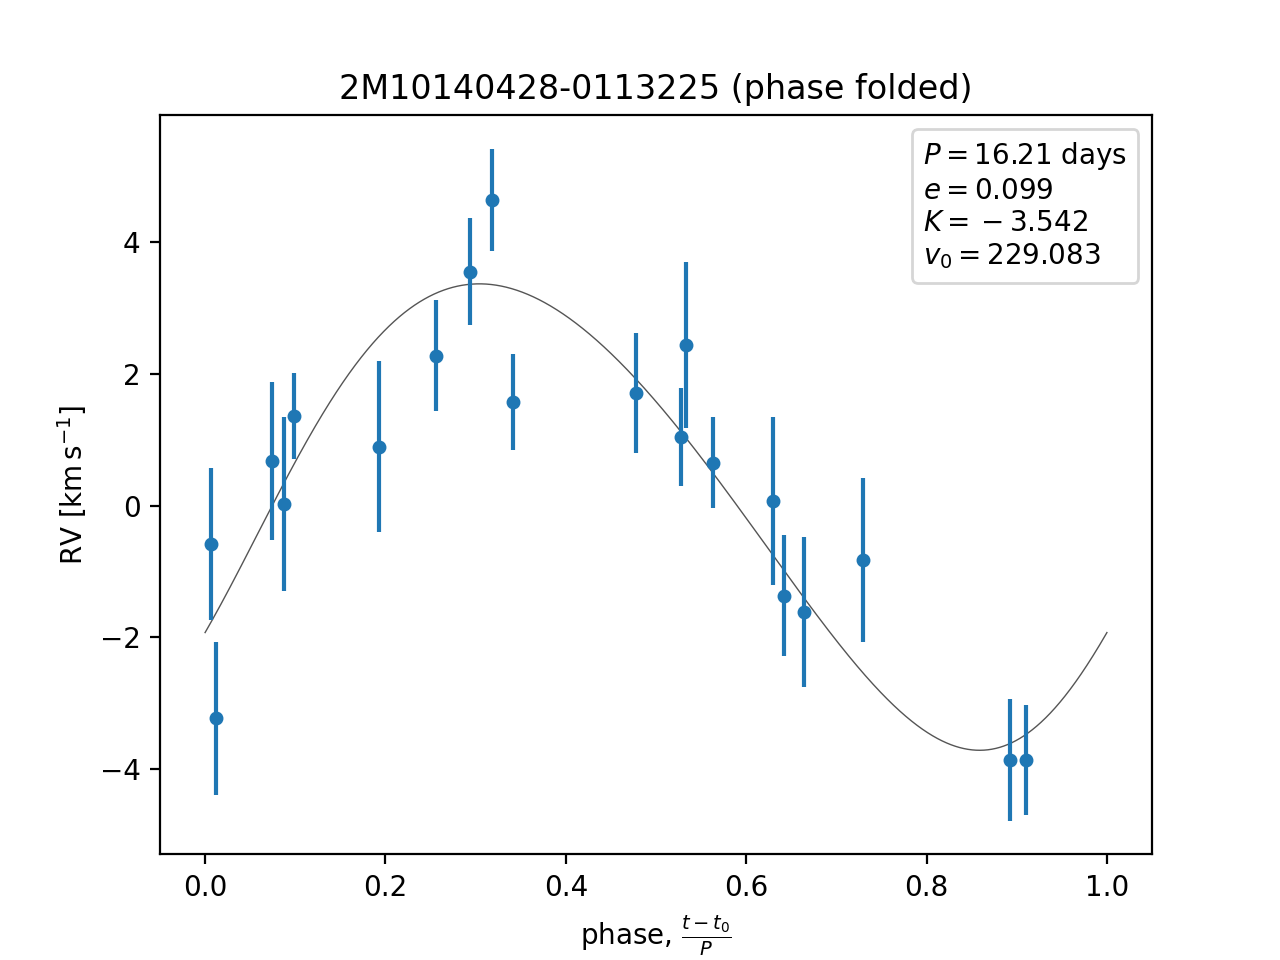 2M10140428-0113225 (phase folded)
P = 16.21 days
e = 0.099
K = − 3.542
v₀ = 229.083
RV [km s⁻¹]
4
2
0
−2
−4
0.0 0.2 0.4 0.6 0.8 1.0
phase, (t − t₀)/P